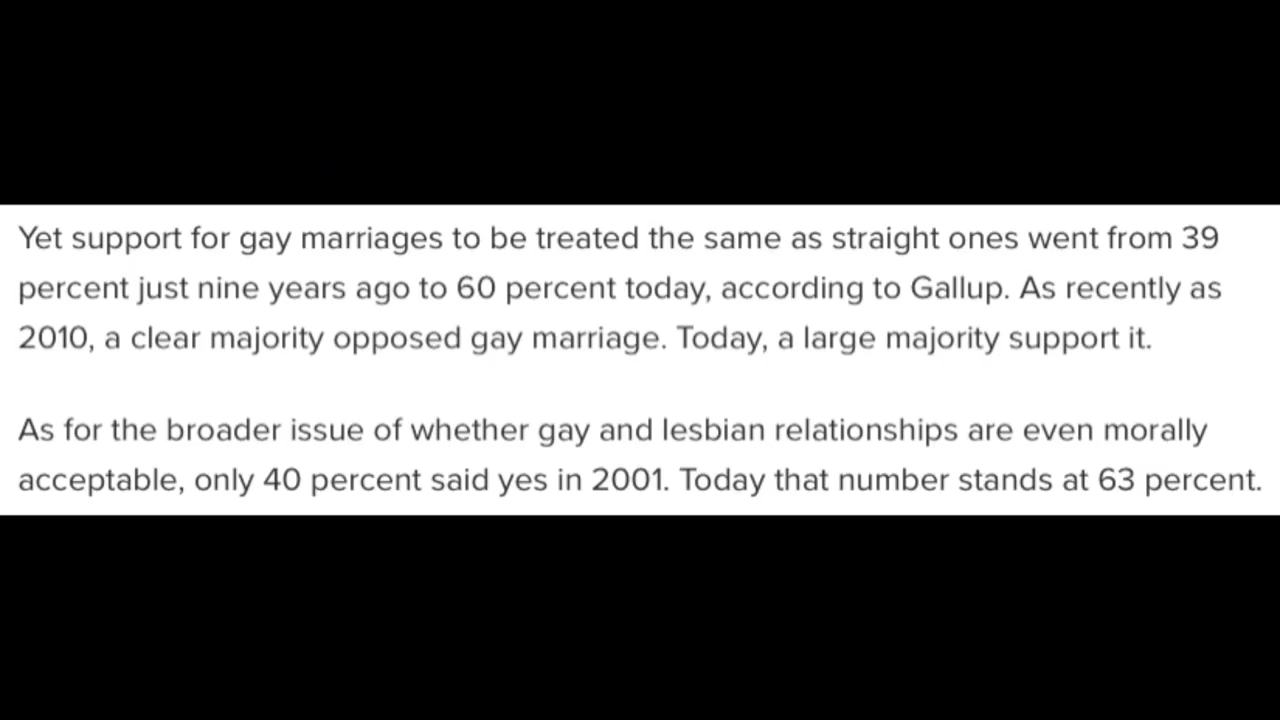 Yet support for gay marriages to be treated the same as straight ones went from 39
percent just nine years ago to 60 percent today, according to Gallup. As recently as
2010, a clear majority opposed gay marriage. Today, a large majority support it.
As for the broader issue of whether gay and lesbian relationships are even morally
acceptable, only 40 percent said yes in 2001. Today that number stands at 63 percent.